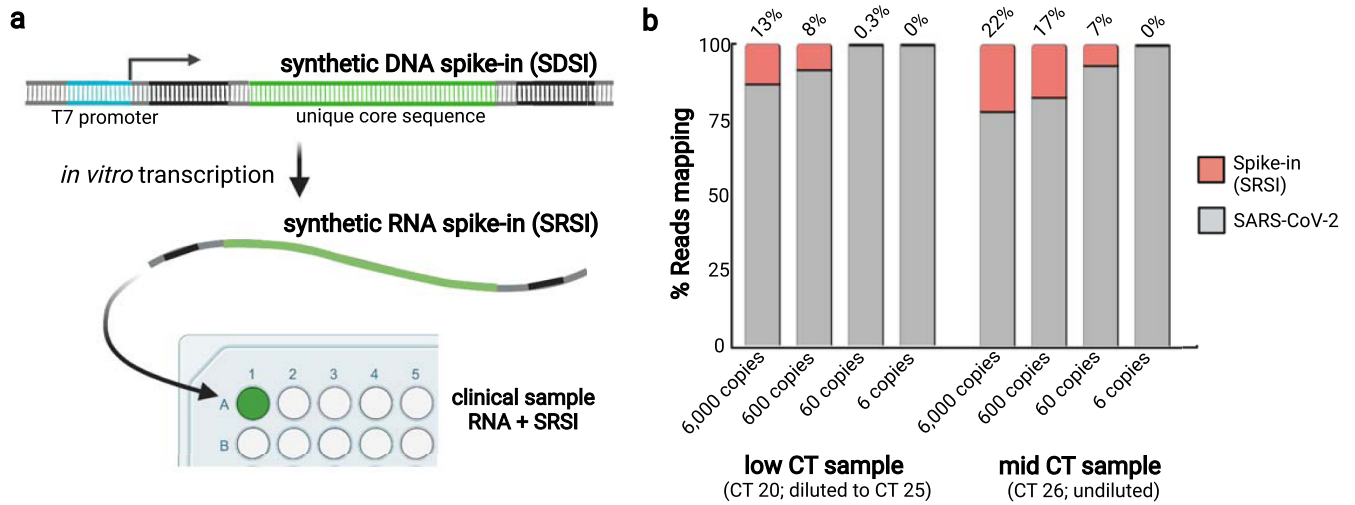 a
synthetic DNA spike-in (SDSI)
T7 promoter
unique core sequence
in vitro transcription
synthetic RNA spike-in (SRSI)
1 2 3 4 5
A
B
clinical sample
RNA + SRSI
b
13% 8% 0.3% 0% 22% 17% 7% 0%
% Reads mapping
100
75
50
25
0
6,000 copies 600 copies 60 copies 6 copies 6,000 copies 600 copies 60 copies 6 copies
low CT sample
(CT 20; diluted to CT 25)
mid CT sample
(CT 26; undiluted)
Spike-in
(SRSI)
SARS-CoV-2